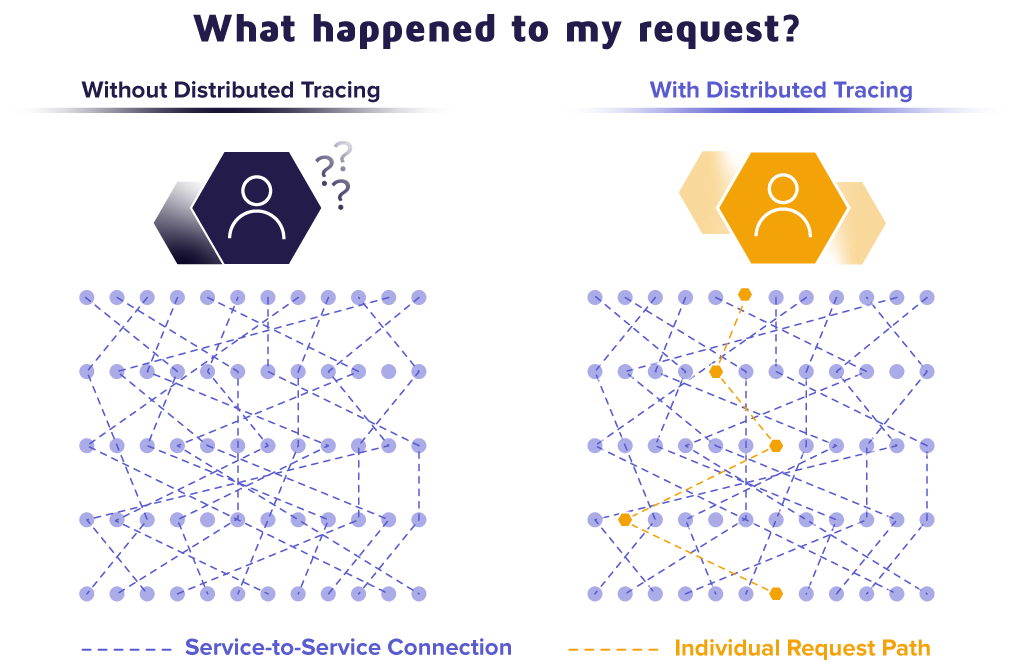 What happened to my request?
Without Distributed Tracing
With Distributed Tracing
? ? ?
Service-to-Service Connection
Individual Request Path